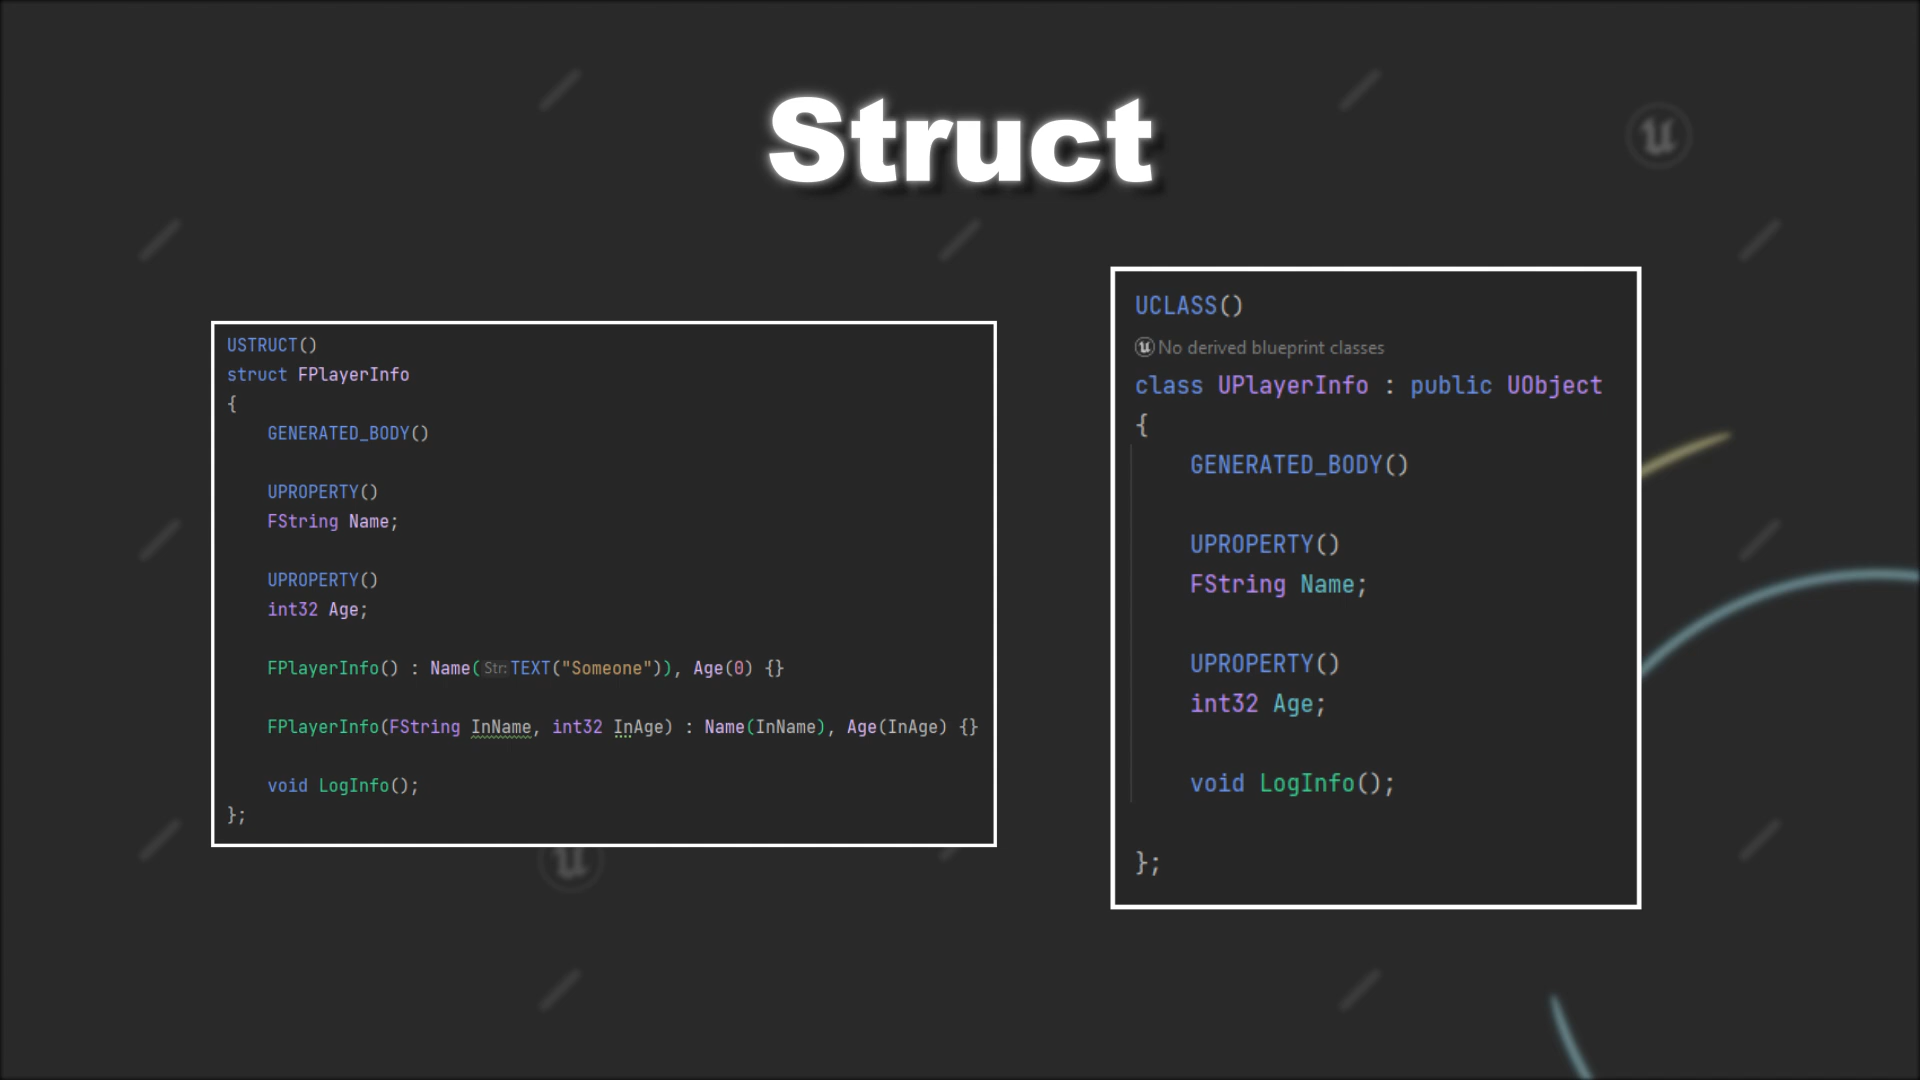 Struct
USTRUCT()
struct FPlayerInfo
{
    GENERATED_BODY()
    UPROPERTY()
    FString Name;
    UPROPERTY()
    int32 Age;
    FPlayerInfo() : Name( Str: TEXT("Someone")), Age(0) {}
    FPlayerInfo(FString InName, int32 InAge) : Name(InName), Age(InAge) {}
    void LogInfo();
};
UCLASS()
No derived blueprint classes
class UPlayerInfo : public UObject
{
    GENERATED_BODY()
    UPROPERTY()
    FString Name;
    UPROPERTY()
    int32 Age;
    void LogInfo();
};